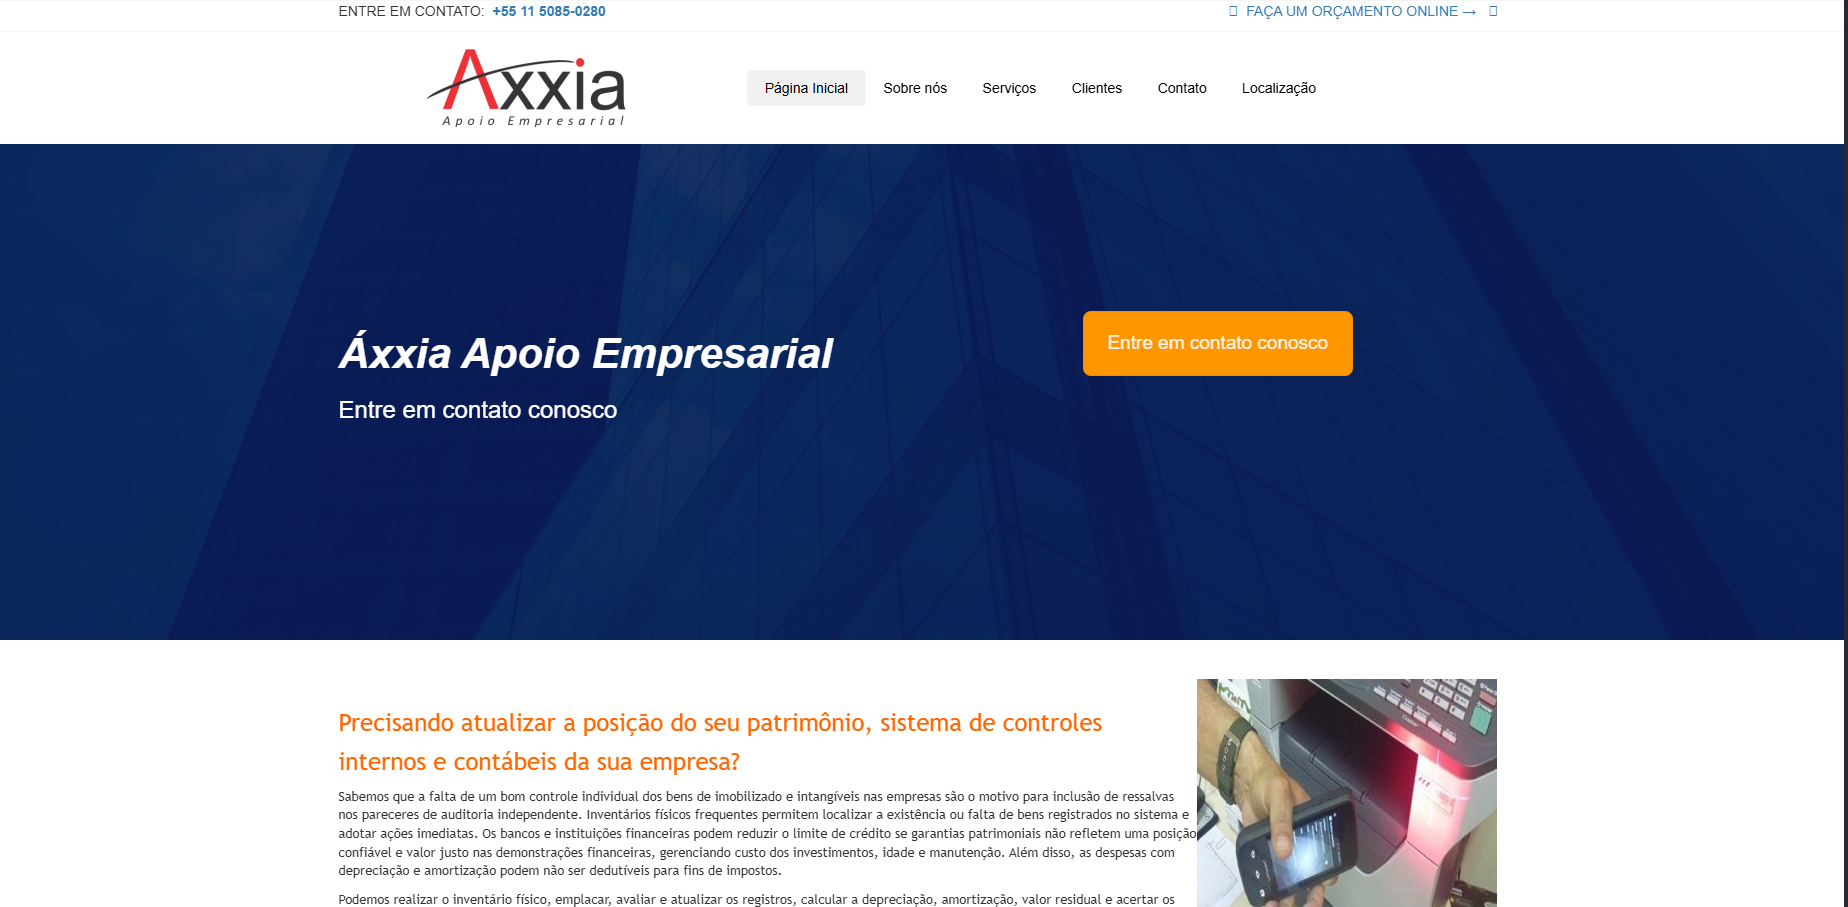 ENTRE EM CONTATO: +55 11 5085-0280
FAÇA UM ORÇAMENTO ONLINE →
Axxia
Apoio Empresarial
Página Inicial Sobre nós Serviços Clientes Contato Localização
Áxxia Apoio Empresarial
Entre em contato conosco
Entre em contato conosco
Precisando atualizar a posição do seu patrimônio, sistema de controles
internos e contábeis da sua empresa?
Sabemos que a falta de um bom controle individual dos bens de imobilizado e intangíveis nas empresas são o motivo para inclusão de ressalvas
nos pareceres de auditoria independente. Inventários físicos frequentes permitem localizar a existência ou falta de bens registrados no sistema e
adotar ações imediatas. Os bancos e instituições financeiras podem reduzir o limite de crédito se garantias patrimoniais não refletem uma posição
confiável e valor justo nas demonstrações financeiras, gerenciando custo dos investimentos, idade e manutenção. Além disso, as despesas com
depreciação e amortização podem não ser dedutíveis para fins de impostos.
Podemos realizar o inventário físico, emplacar, avaliar e atualizar os registros, calcular a depreciação, amortização, valor residual e acertar os